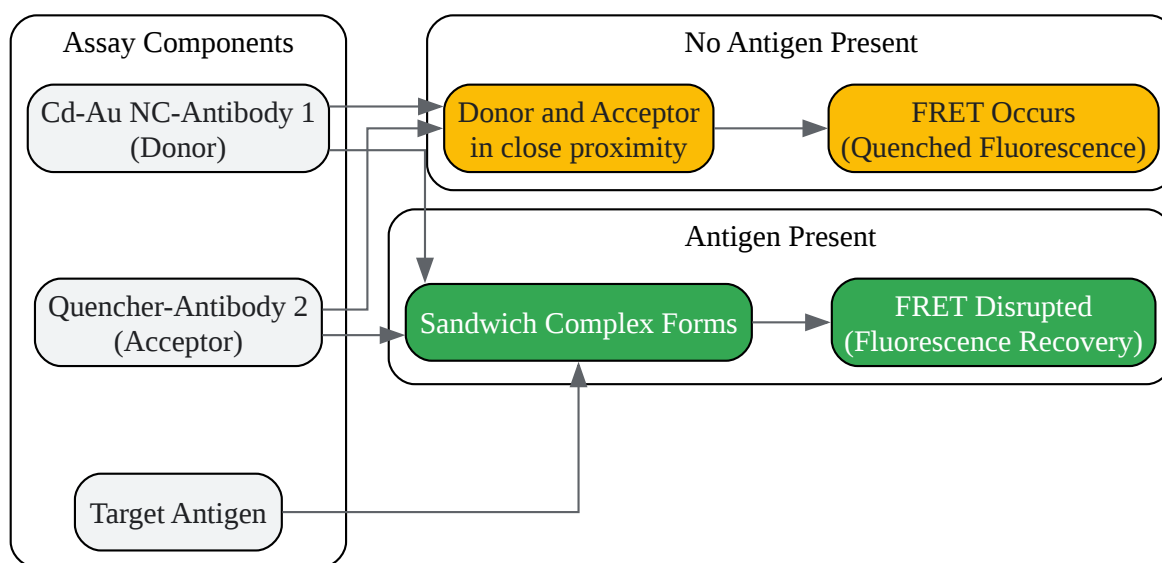 Assay Components
Cd-Au NC-Antibody 1
(Donor)
Quencher-Antibody 2
(Acceptor)
Target Antigen
No Antigen Present
Donor and Acceptor
in close proximity
FRET Occurs
(Quenched Fluorescence)
Antigen Present
Sandwich Complex Forms
FRET Disrupted
(Fluorescence Recovery)